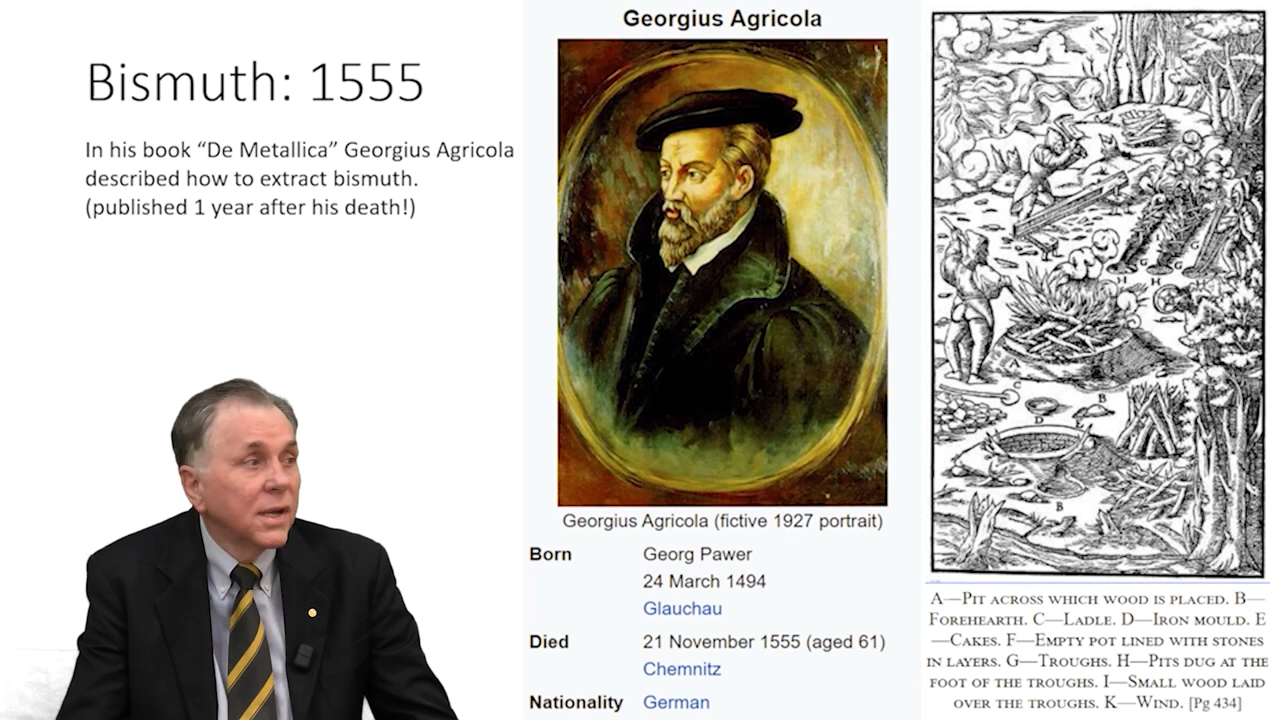 Bismuth: 1555
In his book “De Metallica” Georgius Agricola
described how to extract bismuth.
(published 1 year after his death!)
Georgius Agricola
Georgius Agricola (fictive 1927 portrait)
Born Georg Pawer
24 March 1494
Glauchau
Died 21 November 1555 (aged 61)
Chemnitz
Nationality German
K
G
G
G
H
H
A
C
B
D
E
B
A—Pit across which wood is placed. B—
Forehearth. C—Ladle. D—Iron mould. E
—Cakes. F—Empty pot lined with stones
in layers. G—Troughs. H—Pits dug at the
foot of the troughs. I—Small wood laid
over the troughs. K—Wind. [Pg 434]